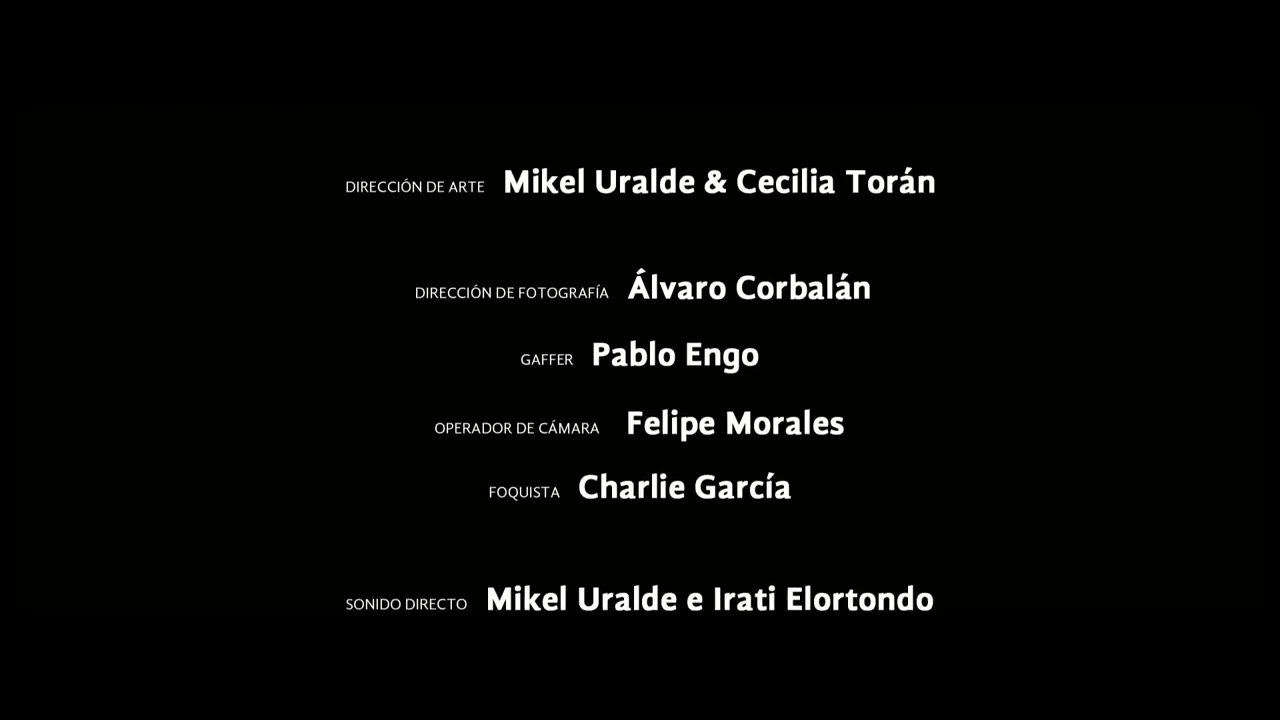 DIRECCIÓN DE ARTE Mikel Uralde & Cecilia Torán
DIRECCIÓN DE FOTOGRAFÍA Álvaro Corbalán
GAFFER Pablo Engo
OPERADOR DE CÁMARA Felipe Morales
FOQUISTA Charlie García
SONIDO DIRECTO Mikel Uralde e Irati Elortondo